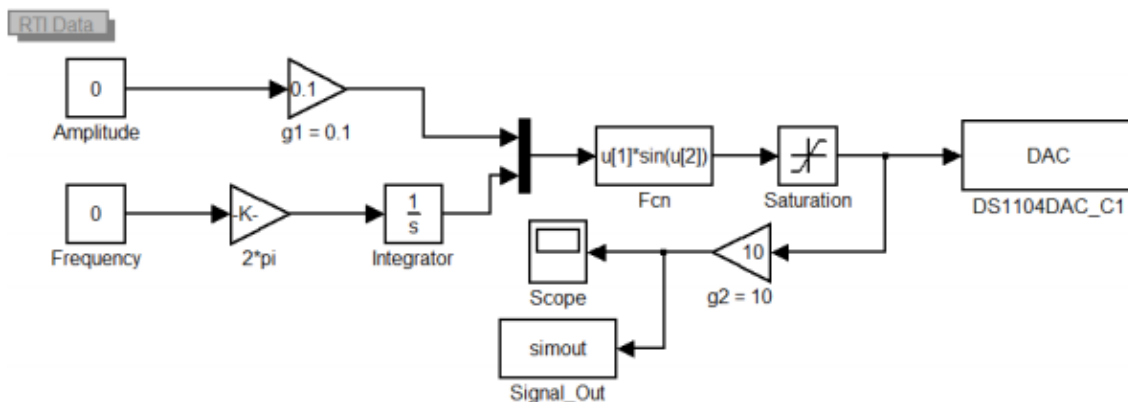 RTI Data
0
Amplitude
0.1
g1 = 0.1
0
Frequency
-K-
2*pi
1
s
Integrator
u[1]*sin(u[2])
Fcn
Saturation
DAC
DS1104DAC_C1
Scope
10
g2 = 10
simout
Signal_Out